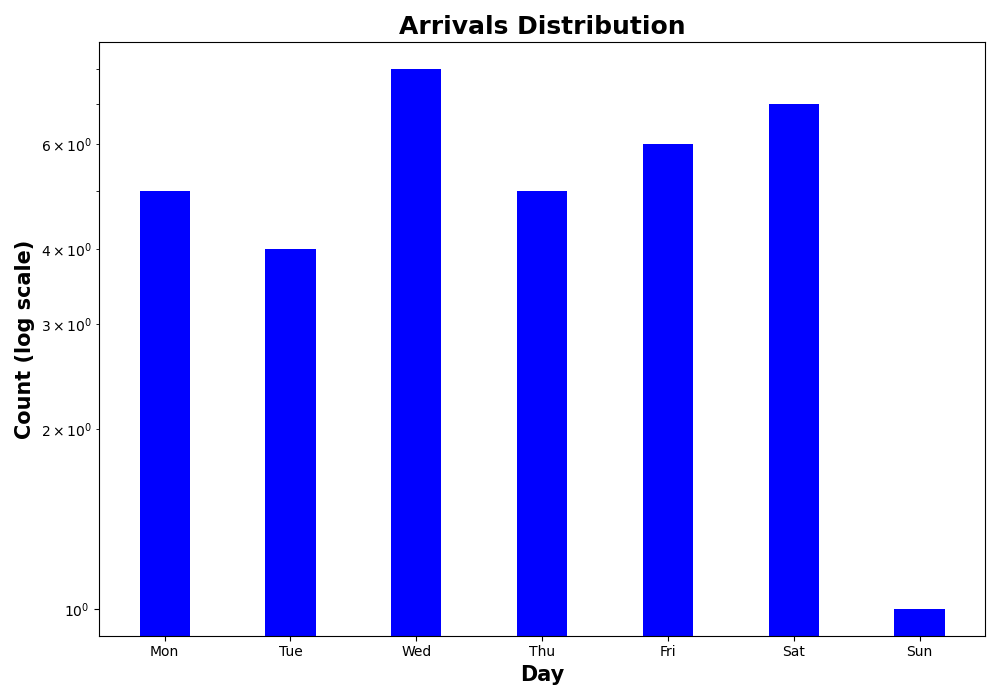 Arrivals Distribution
Count (log scale)
6 × 10⁰
4 × 10⁰
3 × 10⁰
2 × 10⁰
10⁰
Mon Tue Wed Thu Fri Sat Sun
Day